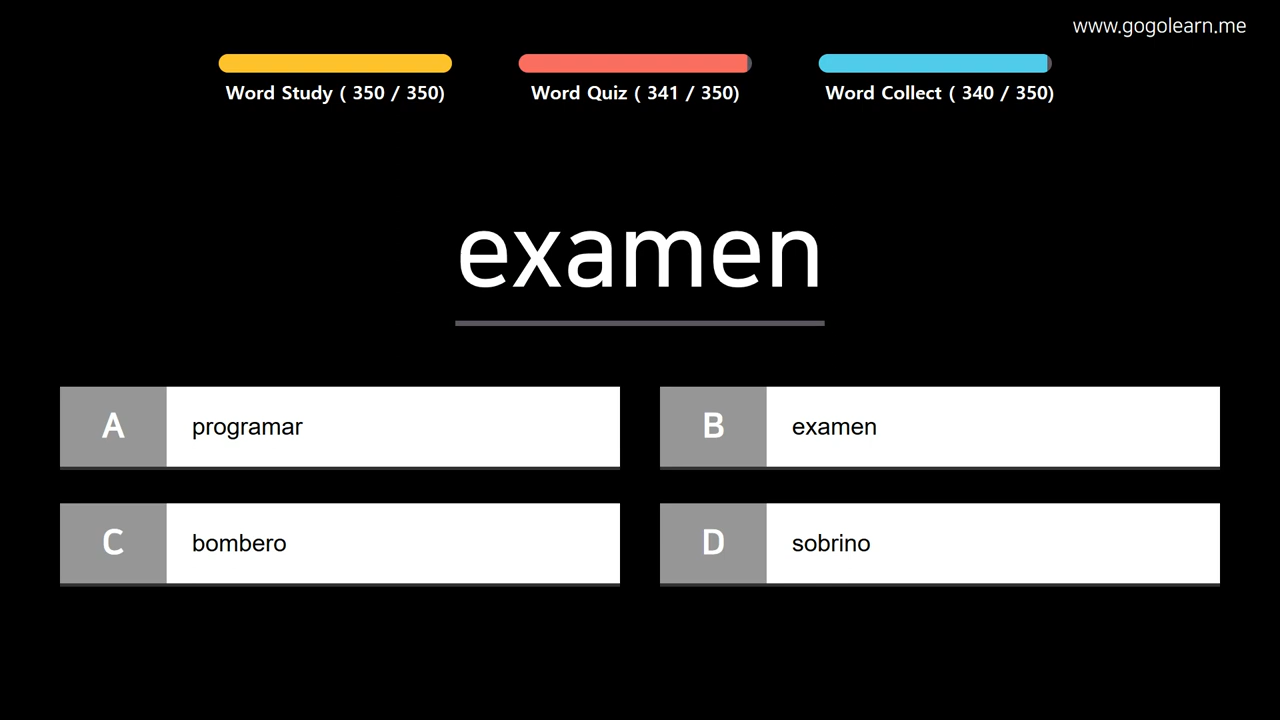 www.gogolearn.me
Word Study ( 350 / 350)
Word Quiz ( 341 / 350)
Word Collect ( 340 / 350)
examen
A programar
B examen
C bombero
D sobrino